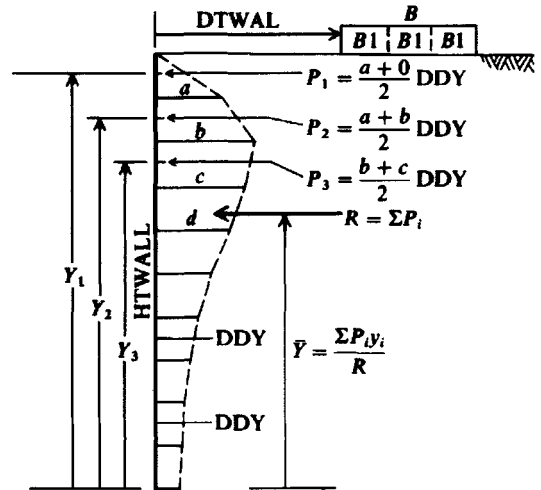 DTWAL
B
B1 B1 B1
P₁ = (a + 0)/2 DDY
a
P₂ = (a + b)/2 DDY
b
P₃ = (b + c)/2 DDY
c
d
R = ΣPᵢ
Y₁
Y₂
Y₃
HTWALL
DDY
Ȳ = ΣPᵢyᵢ/R
DDY